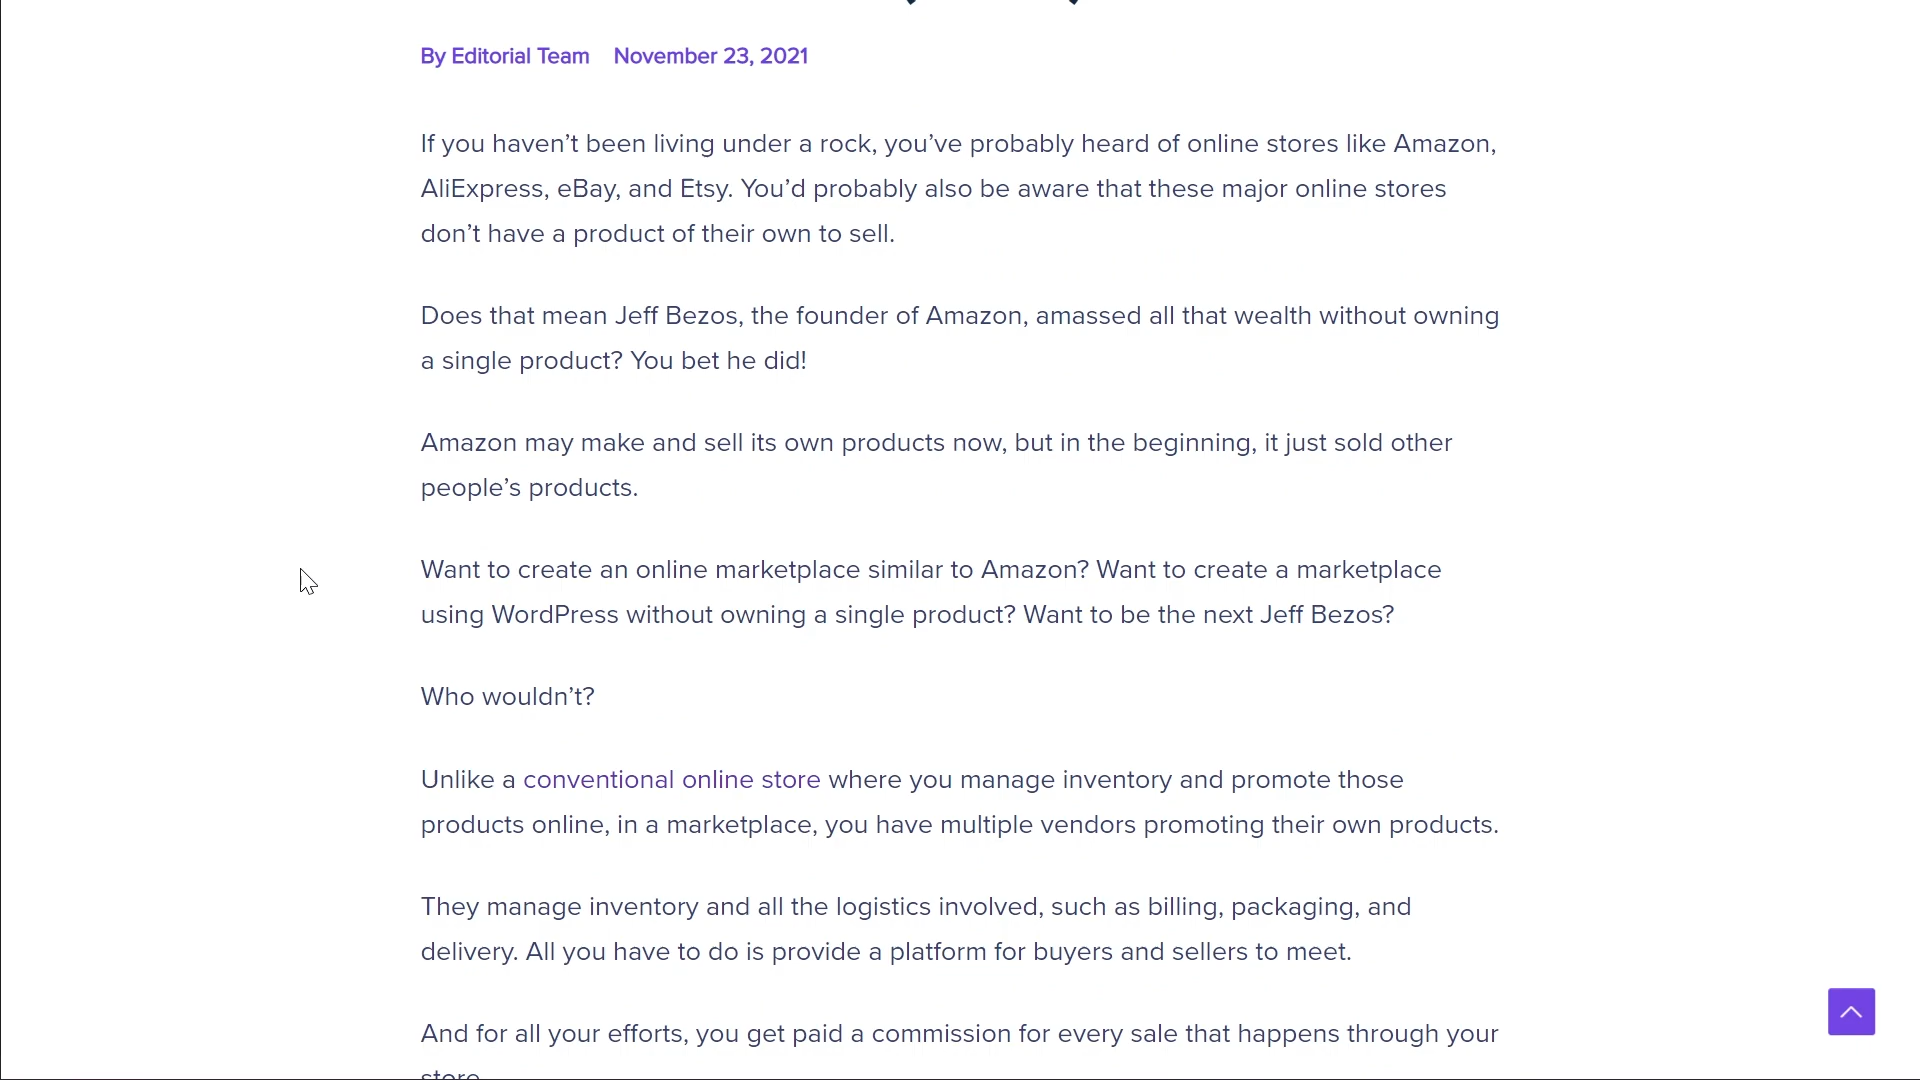 By Editorial Team November 23, 2021
If you haven’t been living under a rock, you’ve probably heard of online stores like Amazon,
AliExpress, eBay, and Etsy. You’d probably also be aware that these major online stores
don’t have a product of their own to sell.
Does that mean Jeff Bezos, the founder of Amazon, amassed all that wealth without owning
a single product? You bet he did!
Amazon may make and sell its own products now, but in the beginning, it just sold other
people’s products.
Want to create an online marketplace similar to Amazon? Want to create a marketplace
using WordPress without owning a single product? Want to be the next Jeff Bezos?
Who wouldn’t?
Unlike a conventional online store where you manage inventory and promote those
products online, in a marketplace, you have multiple vendors promoting their own products.
They manage inventory and all the logistics involved, such as billing, packaging, and
delivery. All you have to do is provide a platform for buyers and sellers to meet.
And for all your efforts, you get paid a commission for every sale that happens through your
store.